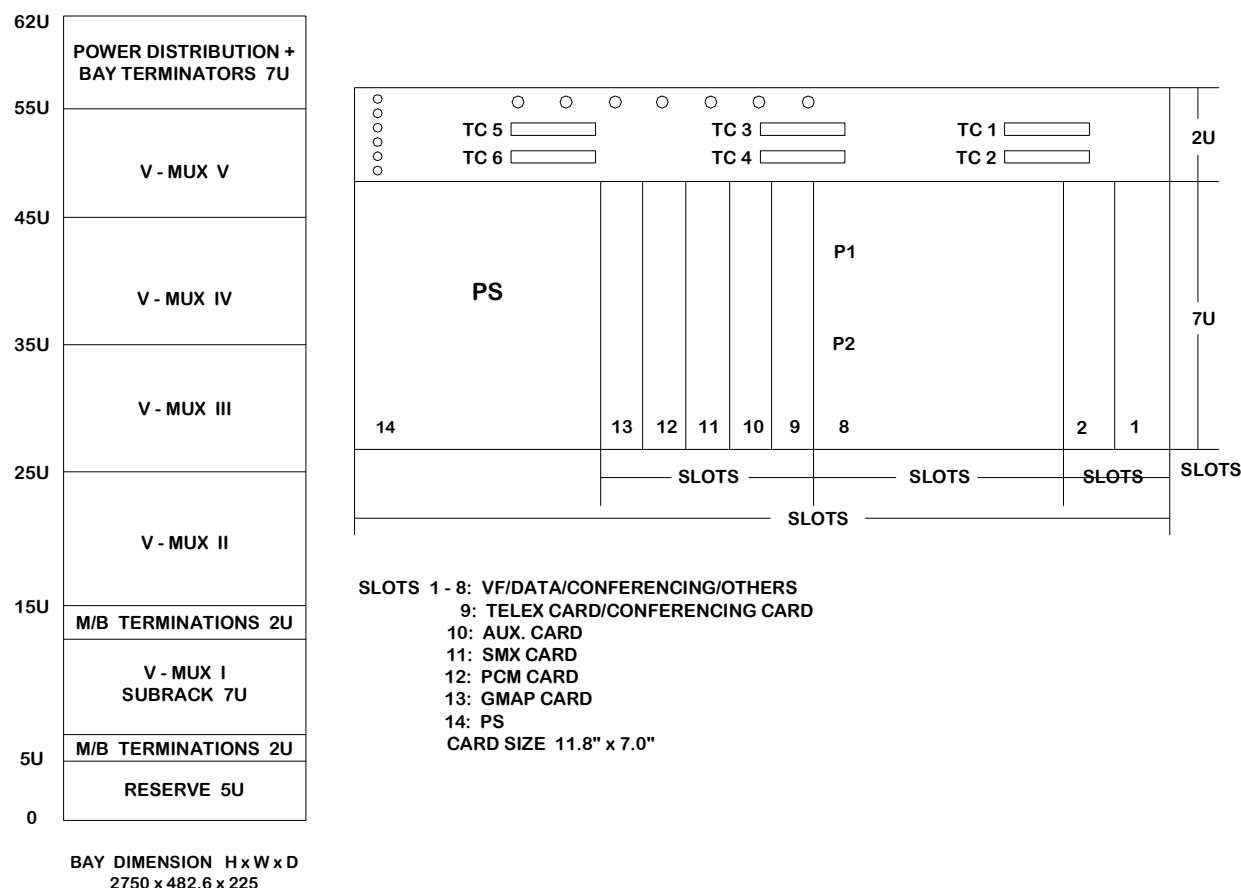 62U
POWER DISTRIBUTION +
BAY TERMINATORS 7U
55U
V - MUX V
45U
V - MUX IV
35U
V - MUX III
25U
V - MUX II
15U
M/B TERMINATIONS 2U
V - MUX I
SUBRACK 7U
M/B TERMINATIONS 2U
5U
RESERVE 5U
0
BAY DIMENSION H x W x D
2750 x 482.6 x 225
TC 5 TC 3 TC 1
TC 6 TC 4 TC 2
2U
PS
P1
P2
7U
14 13 12 11 10 9 8 2 1
SLOTS SLOTS SLOTS SLOTS
SLOTS
SLOTS 1 - 8: VF/DATA/CONFERENCING/OTHERS
9: TELEX CARD/CONFERENCING CARD
10: AUX. CARD
11: SMX CARD
12: PCM CARD
13: GMAP CARD
14: PS
CARD SIZE 11.8" x 7.0"